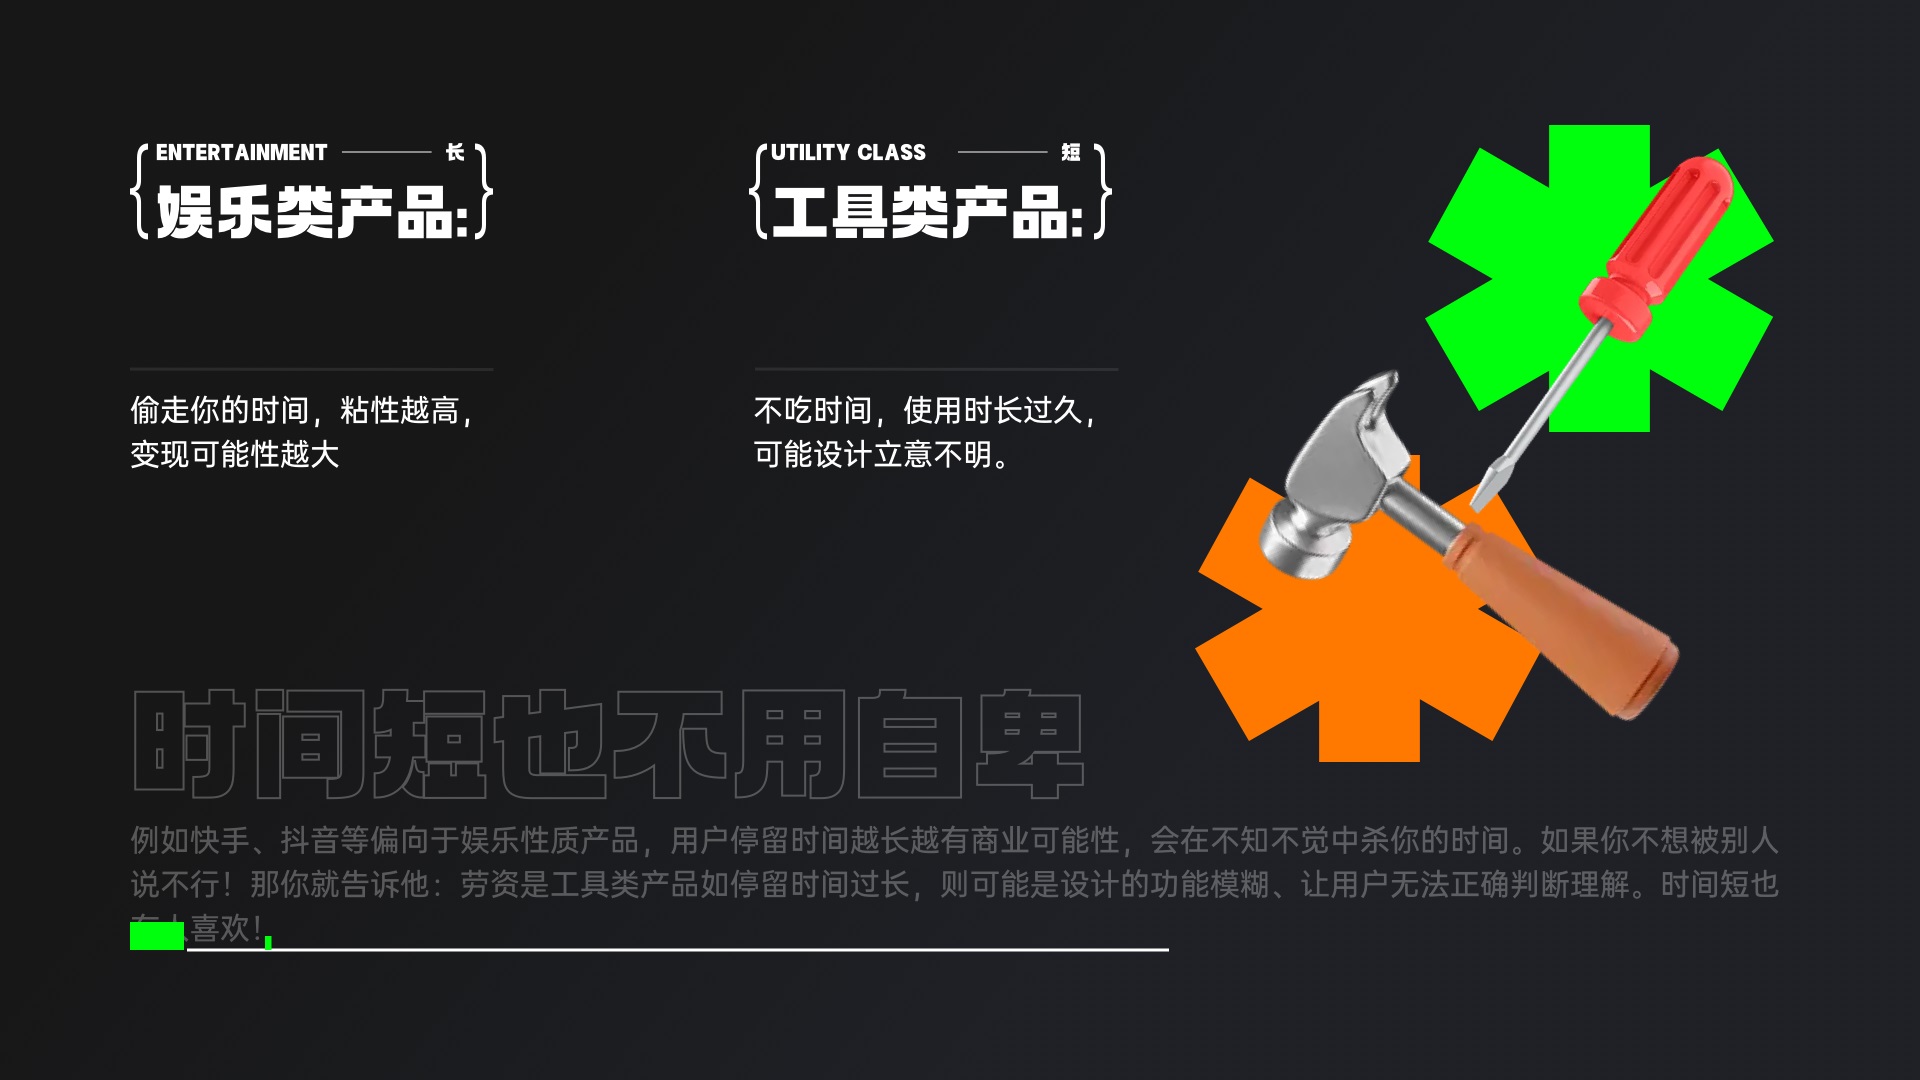 ENTERTAINMENT 长
娱乐类产品:
UTILITY CLASS 短
工具类产品:
偷走你的时间，粘性越高，
变现可能性越大
不吃时间，使用时长过久，
可能设计立意不明。
时间短也不用自卑
例如快手、抖音等偏向于娱乐性质产品，用户停留时间越长越有商业可能性，会在不知不觉中杀你的时间。如果你不想被别人
说不行！那你就告诉他：劳资是工具类产品如停留时间过长，则可能是设计的功能模糊、让用户无法正确判断理解。时间短也
喜欢！